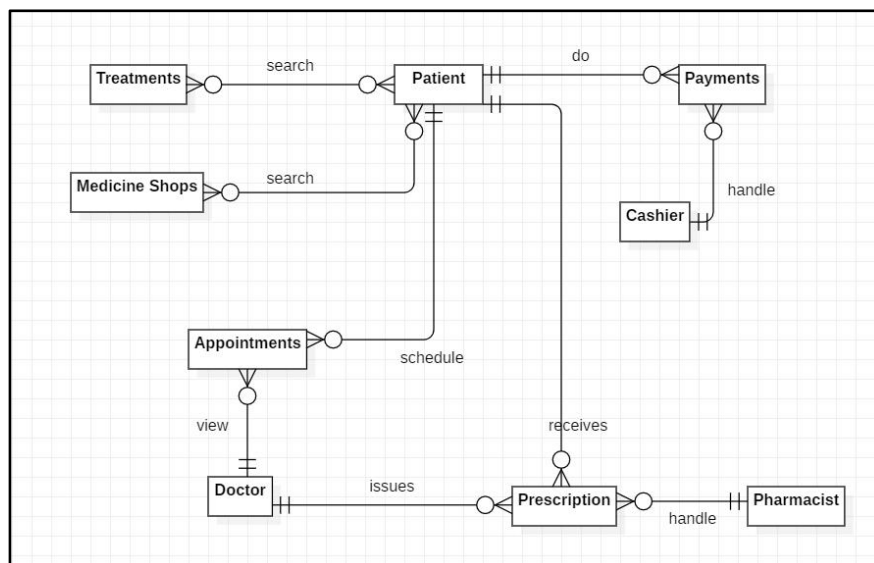 do
search
Treatments
Patient
Payments
search
Medicine Shops
handle
Cashier
Appointments
schedule
view
receives
issues
Doctor
Prescription
Pharmacist
handle